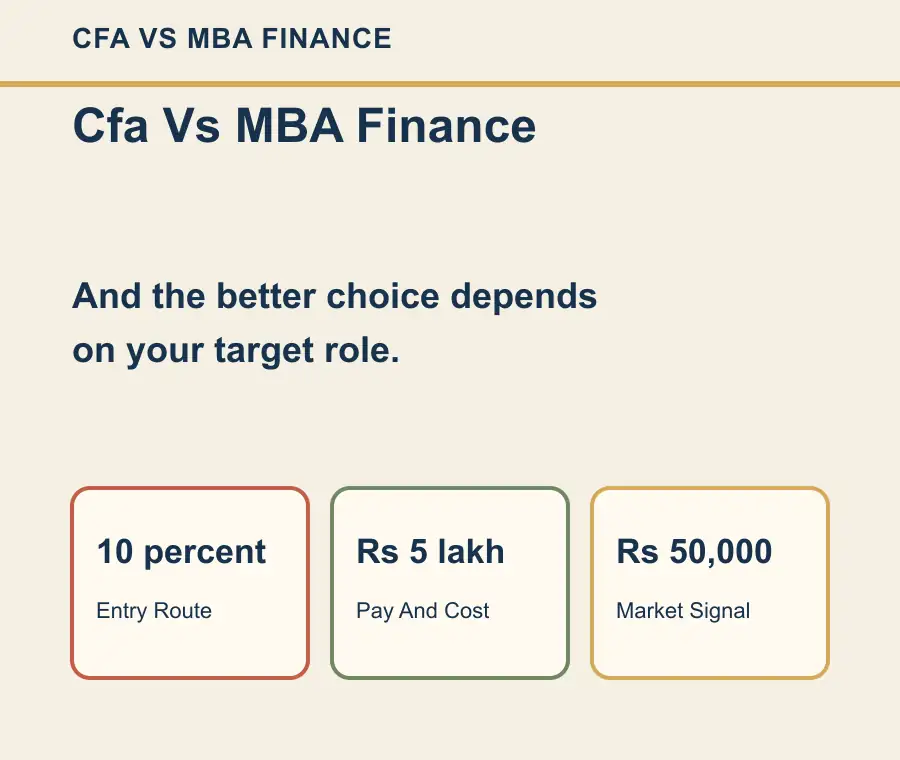 CFA VS MBA FINANCE
Cfa Vs MBA Finance
And the better choice depends
on your target role.
10 percent
Entry Route
Rs 5 lakh
Pay And Cost
Rs 50,000
Market Signal